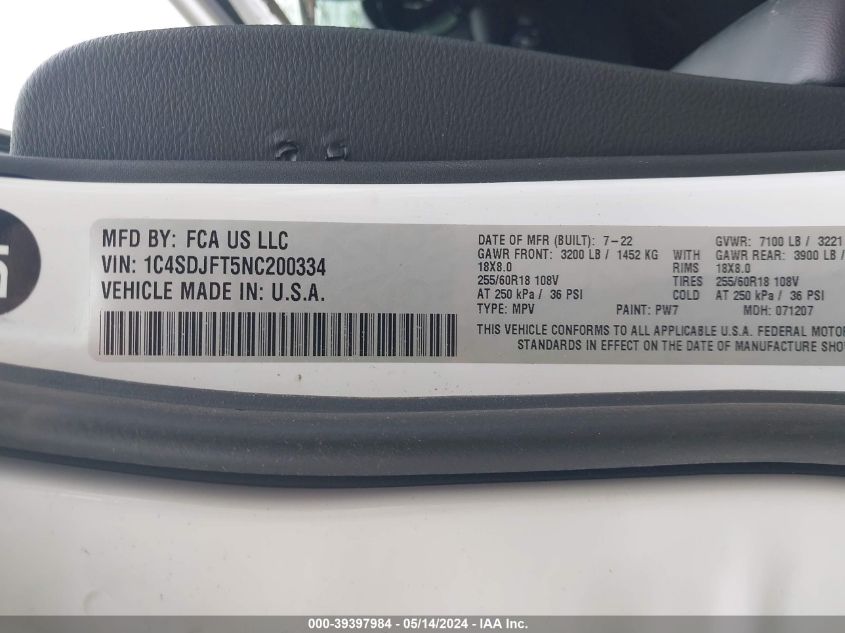 MFD BY: FCA US LLC
VIN: 1C4SDJFT5NC200334
VEHICLE MADE IN: U.S.A.
DATE OF MFR (BUILT): 7-22 GVWR: 7100 LB / 3221
GAWR FRONT: 3200 LB / 1452 KG WITH GAWR REAR: 3900 LB /
18X8.0 RIMS 18X8.0
255/60R18 108V TIRES 255/60R18 108V
AT 250 kPa / 36 PSI COLD AT 250 kPa / 36 PSI
TYPE: MPV PAINT: PW7 MDH: 071207
THIS VEHICLE CONFORMS TO ALL APPLICABLE U.S.A. FEDERAL MOTOR
STANDARDS IN EFFECT ON THE DATE OF MANUFACTURE SHO
000-39397984 - 05/14/2024 - IAA Inc.